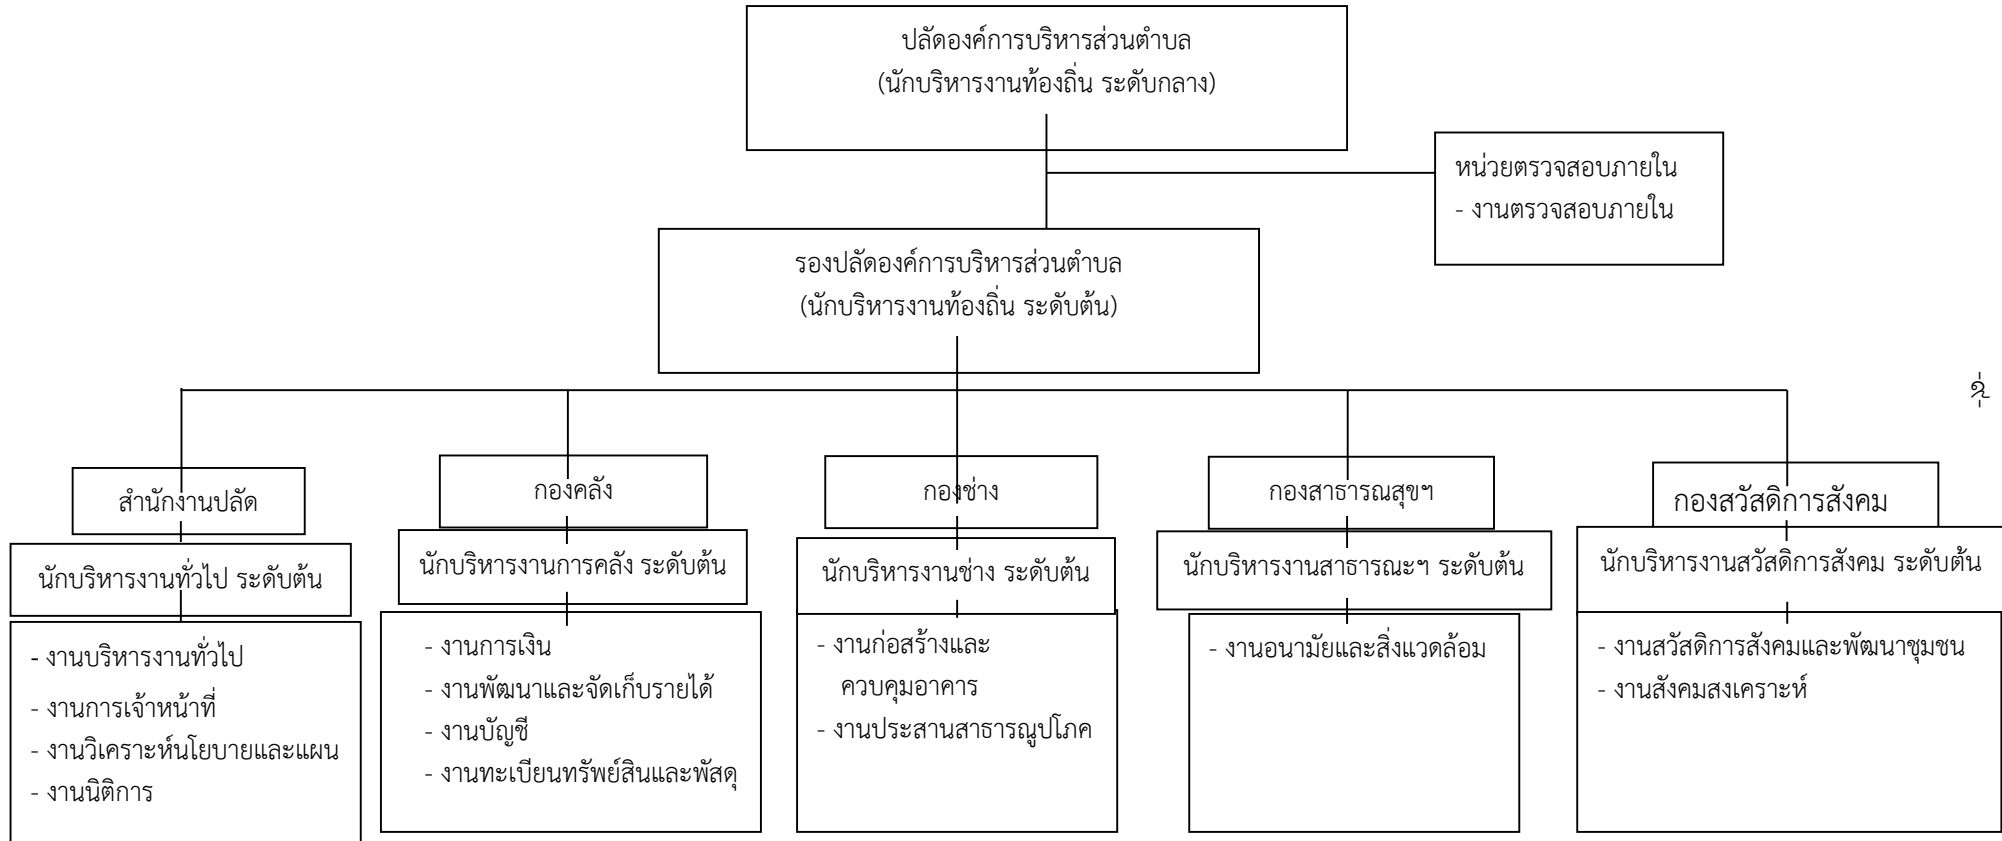 ปลัดองค์การบริหารส่วนตำบล
(นักบริหารงานท้องถิ่น ระดับกลาง)
หน่วยตรวจสอบภายใน
- งานตรวจสอบภายใน
รองปลัดองค์การบริหารส่วนตำบล
(นักบริหารงานท้องถิ่น ระดับต้น)
สำนักงานปลัด
นักบริหารงานทั่วไป ระดับต้น
- งานบริหารงานทั่วไป
- งานการเจ้าหน้าที่
- งานวิเคราะห์นโยบายและแผน
- งานนิติการ
กองคลัง
นักบริหารงานการคลัง ระดับต้น
- งานการเงิน
- งานพัฒนาและจัดเก็บรายได้
- งานบัญชี
- งานทะเบียนทรัพย์สินและพัสดุ
กองช่าง
นักบริหารงานช่าง ระดับต้น
- งานก่อสร้างและ
ควบคุมอาคาร
- งานประสานสาธารณูปโภค
กองสาธารณสุขฯ
นักบริหารงานสาธารณะฯ ระดับต้น
- งานอนามัยและสิ่งแวดล้อม
กองสวัสดิการสังคม
นักบริหารงานสวัสดิการสังคม ระดับต้น
- งานสวัสดิการสังคมและพัฒนาชุมชน
- งานสังคมสงเคราะห์